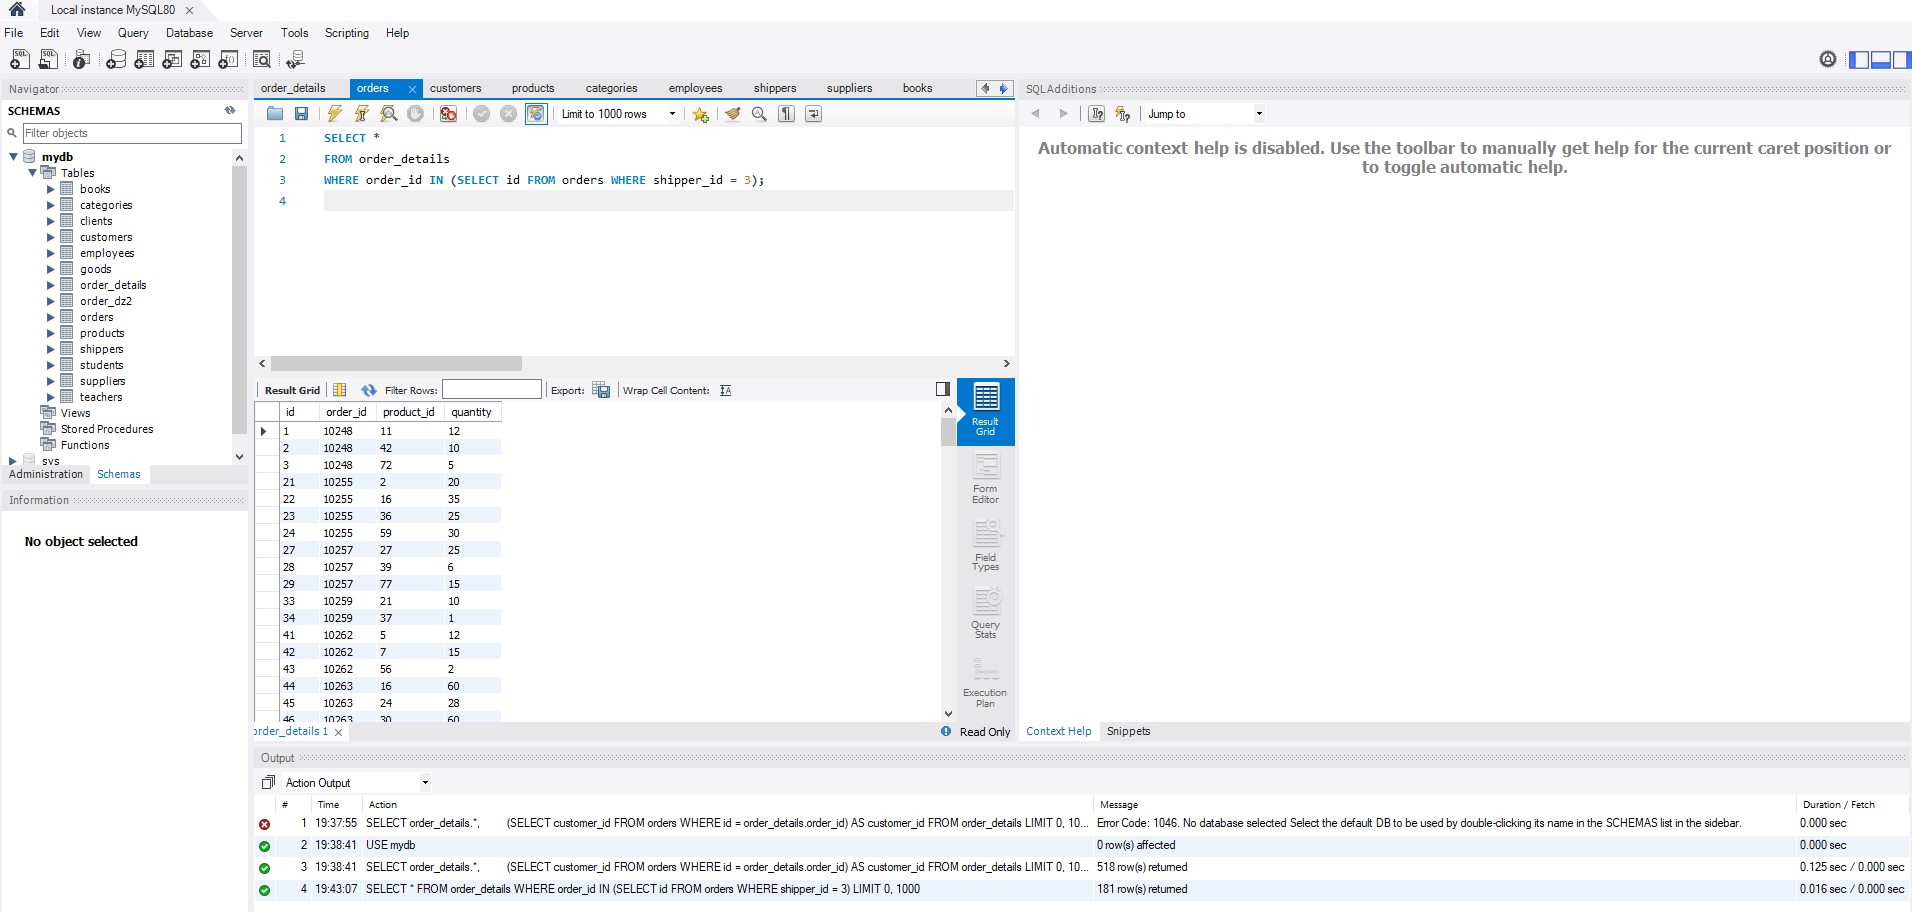 Local instance MySQL80
File Edit View Query Database Server Tools Scripting Help
Navigator
SCHEMAS
Filter objects
mydb
Tables
books
categories
clients
customers
employees
goods
order_details
order_dz2
orders
products
shippers
students
suppliers
teachers
Views
Stored Procedures
Functions
sys
Administration Schemas
Information
No object selected
order_details orders customers products categories employees shippers suppliers books
Limit to 1000 rows
1 SELECT *
2 FROM order_details
3 WHERE order_id IN (SELECT id FROM orders WHERE shipper_id = 3);
4
Result Grid Filter Rows: Export: Wrap Cell Content:
id order_id product_id quantity
1 10248 11 12
2 10248 42 10
3 10248 72 5
21 10255 2 20
22 10255 16 35
23 10255 36 25
24 10255 59 30
27 10257 27 25
28 10257 39 6
29 10257 77 15
33 10259 21 10
34 10259 37 1
41 10262 5 12
42 10262 7 15
43 10262 56 2
44 10263 16 60
45 10263 24 28
46 10263 30 60
Result
Grid
Form
Editor
Field
Types
Query
Stats
Execution
Plan
order_details 1 Read Only
SQLAdditions
Jump to
Automatic context help is disabled. Use the toolbar to manually get help for the current caret position or
to toggle automatic help.
Context Help Snippets
Output
Action Output
# Time Action Message Duration / Fetch
1 19:37:55 SELECT order_details.*, (SELECT customer_id FROM orders WHERE id = order_details.order_id) AS customer_id FROM order_details LIMIT 0, 10... Error Code: 1046. No database selected Select the default DB to be used by double-clicking its name in the SCHEMAS list in the sidebar. 0.000 sec
2 19:38:41 USE mydb 0 row(s) affected 0.000 sec
3 19:38:41 SELECT order_details.*, (SELECT customer_id FROM orders WHERE id = order_details.order_id) AS customer_id FROM order_details LIMIT 0, 10... 518 row(s) returned 0.125 sec / 0.000 sec
4 19:43:07 SELECT * FROM order_details WHERE order_id IN (SELECT id FROM orders WHERE shipper_id = 3) LIMIT 0, 1000 181 row(s) returned 0.016 sec / 0.000 sec